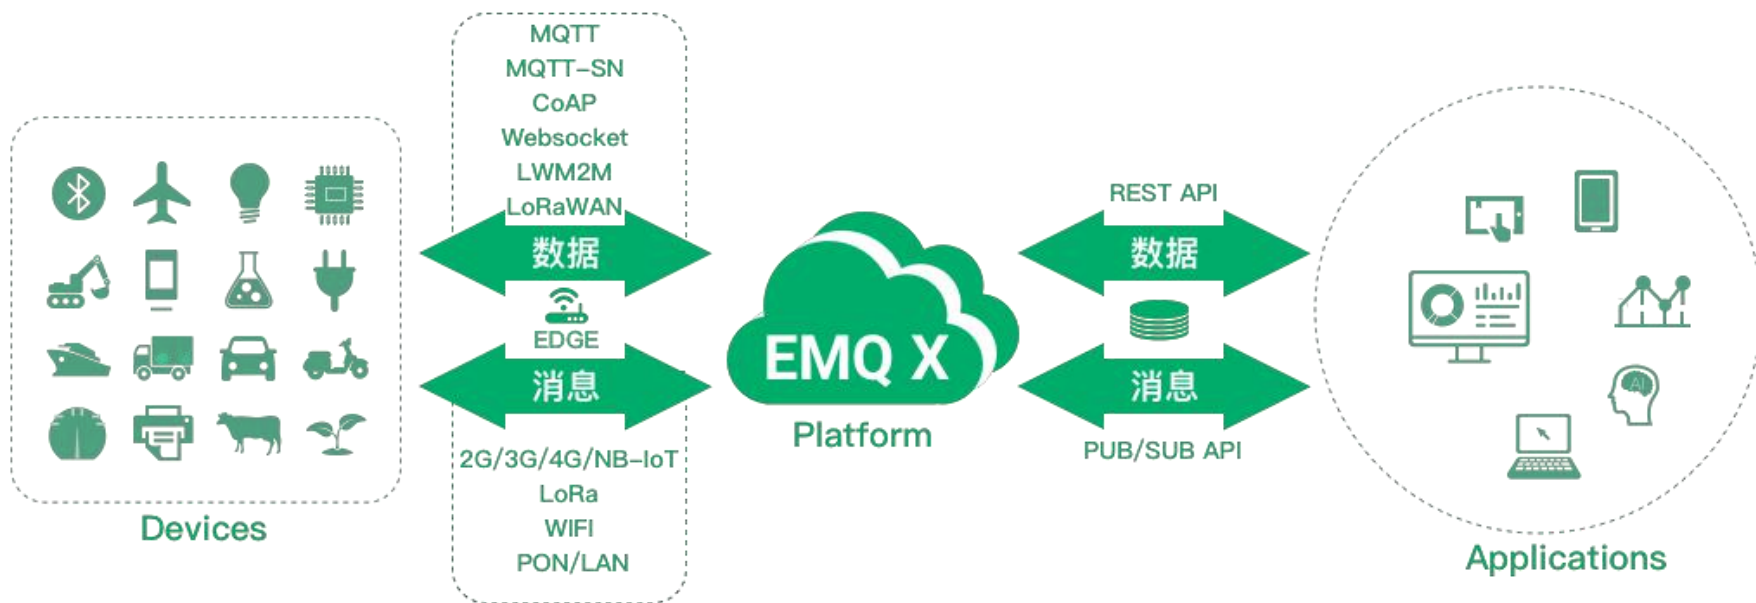 MQTT
MQTT-SN
CoAP
Websocket
LWM2M
LoRaWAN
数据
EDGE
消息
2G/3G/4G/NB-IoT
LoRa
WIFI
PON/LAN
Devices
EMQ X
Platform
REST API
数据
消息
PUB/SUB API
AI
Applications